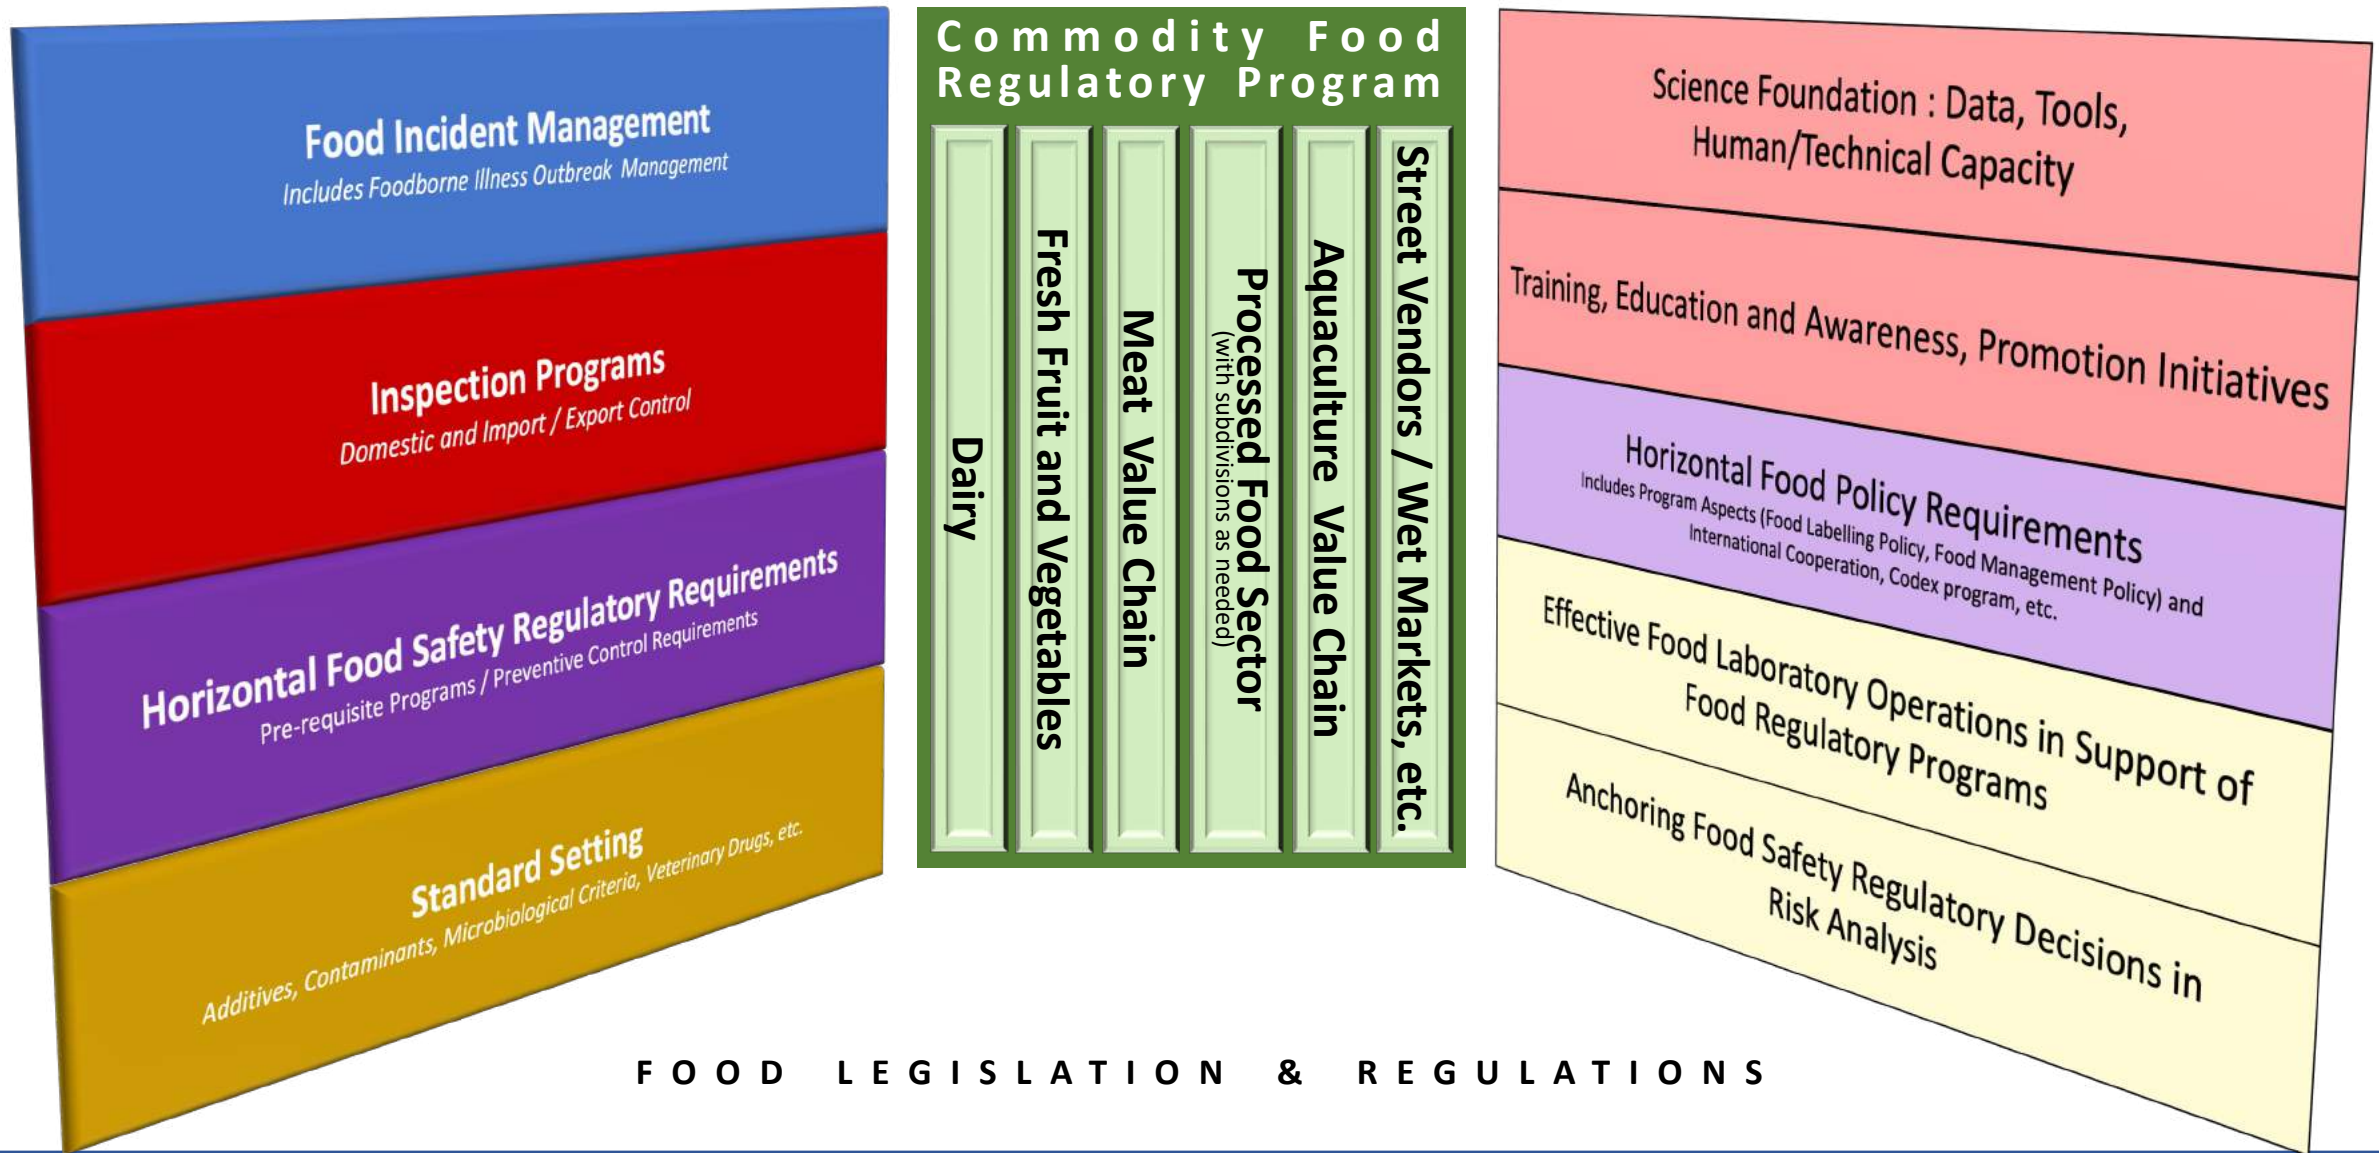 Food Incident Management
Includes Foodborne Illness Outbreak Management
Inspection Programs
Domestic and Import / Export Control
Horizontal Food Safety Regulatory Requirements
Pre-requisite Programs / Preventive Control Requirements
Standard Setting
Additives, Contaminants, Microbiological Criteria, Veterinary Drugs, etc.
Commodity Food
Regulatory Program
Dairy
Fresh Fruit and Vegetables
Meat Value Chain
Processed Food Sector
(with subdivisions as needed)
Aquaculture Value Chain
Street Vendors / Wet Markets, etc.
Science Foundation : Data, Tools,
Human/Technical Capacity
Training, Education and Awareness, Promotion Initiatives
Horizontal Food Policy Requirements
Includes Program Aspects (Food Labelling Policy, Food Management Policy) and
International Cooperation, Codex program, etc.
Effective Food Laboratory Operations in Support of
Food Regulatory Programs
Anchoring Food Safety Regulatory Decisions in
Risk Analysis
FOOD LEGISLATION & REGULATIONS